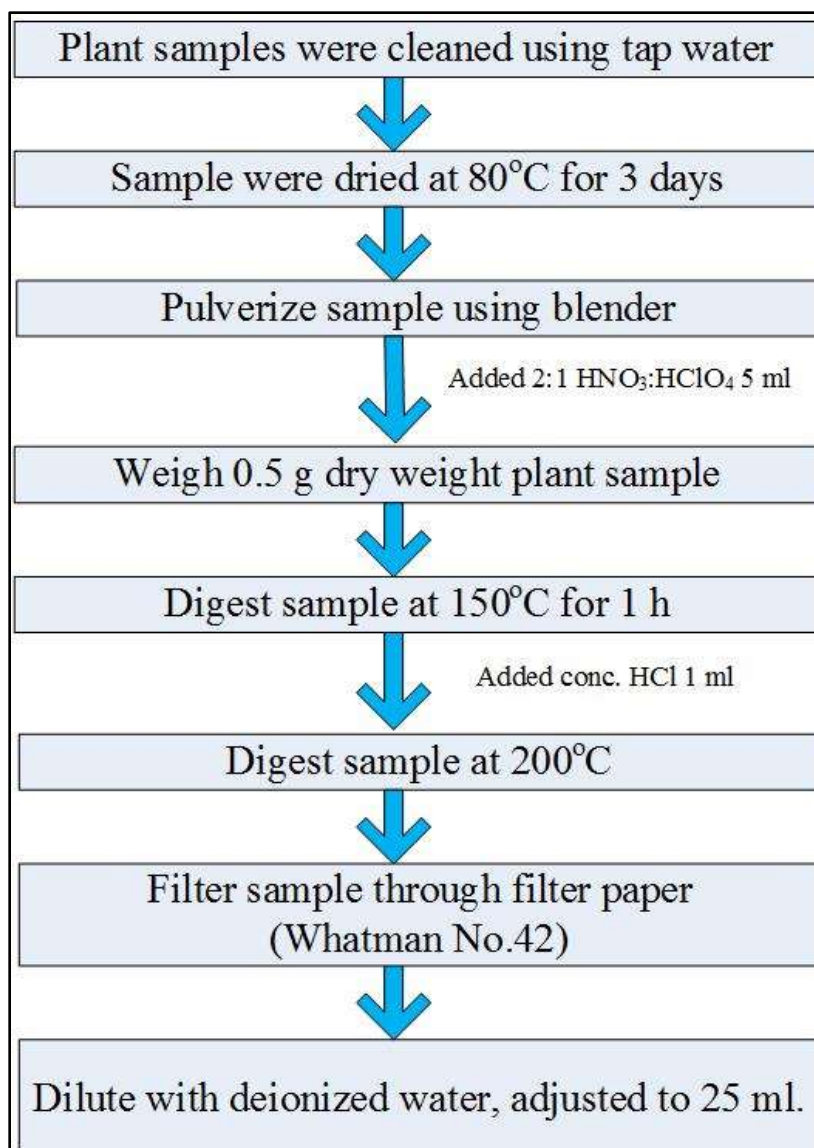 Plant samples were cleaned using tap water
Sample were dried at 80°C for 3 days
Pulverize sample using blender
Added 2:1 HNO₃:HClO₄ 5 ml
Weigh 0.5 g dry weight plant sample
Digest sample at 150°C for 1 h
Added conc. HCl 1 ml
Digest sample at 200°C
Filter sample through filter paper
(Whatman No.42)
Dilute with deionized water, adjusted to 25 ml.